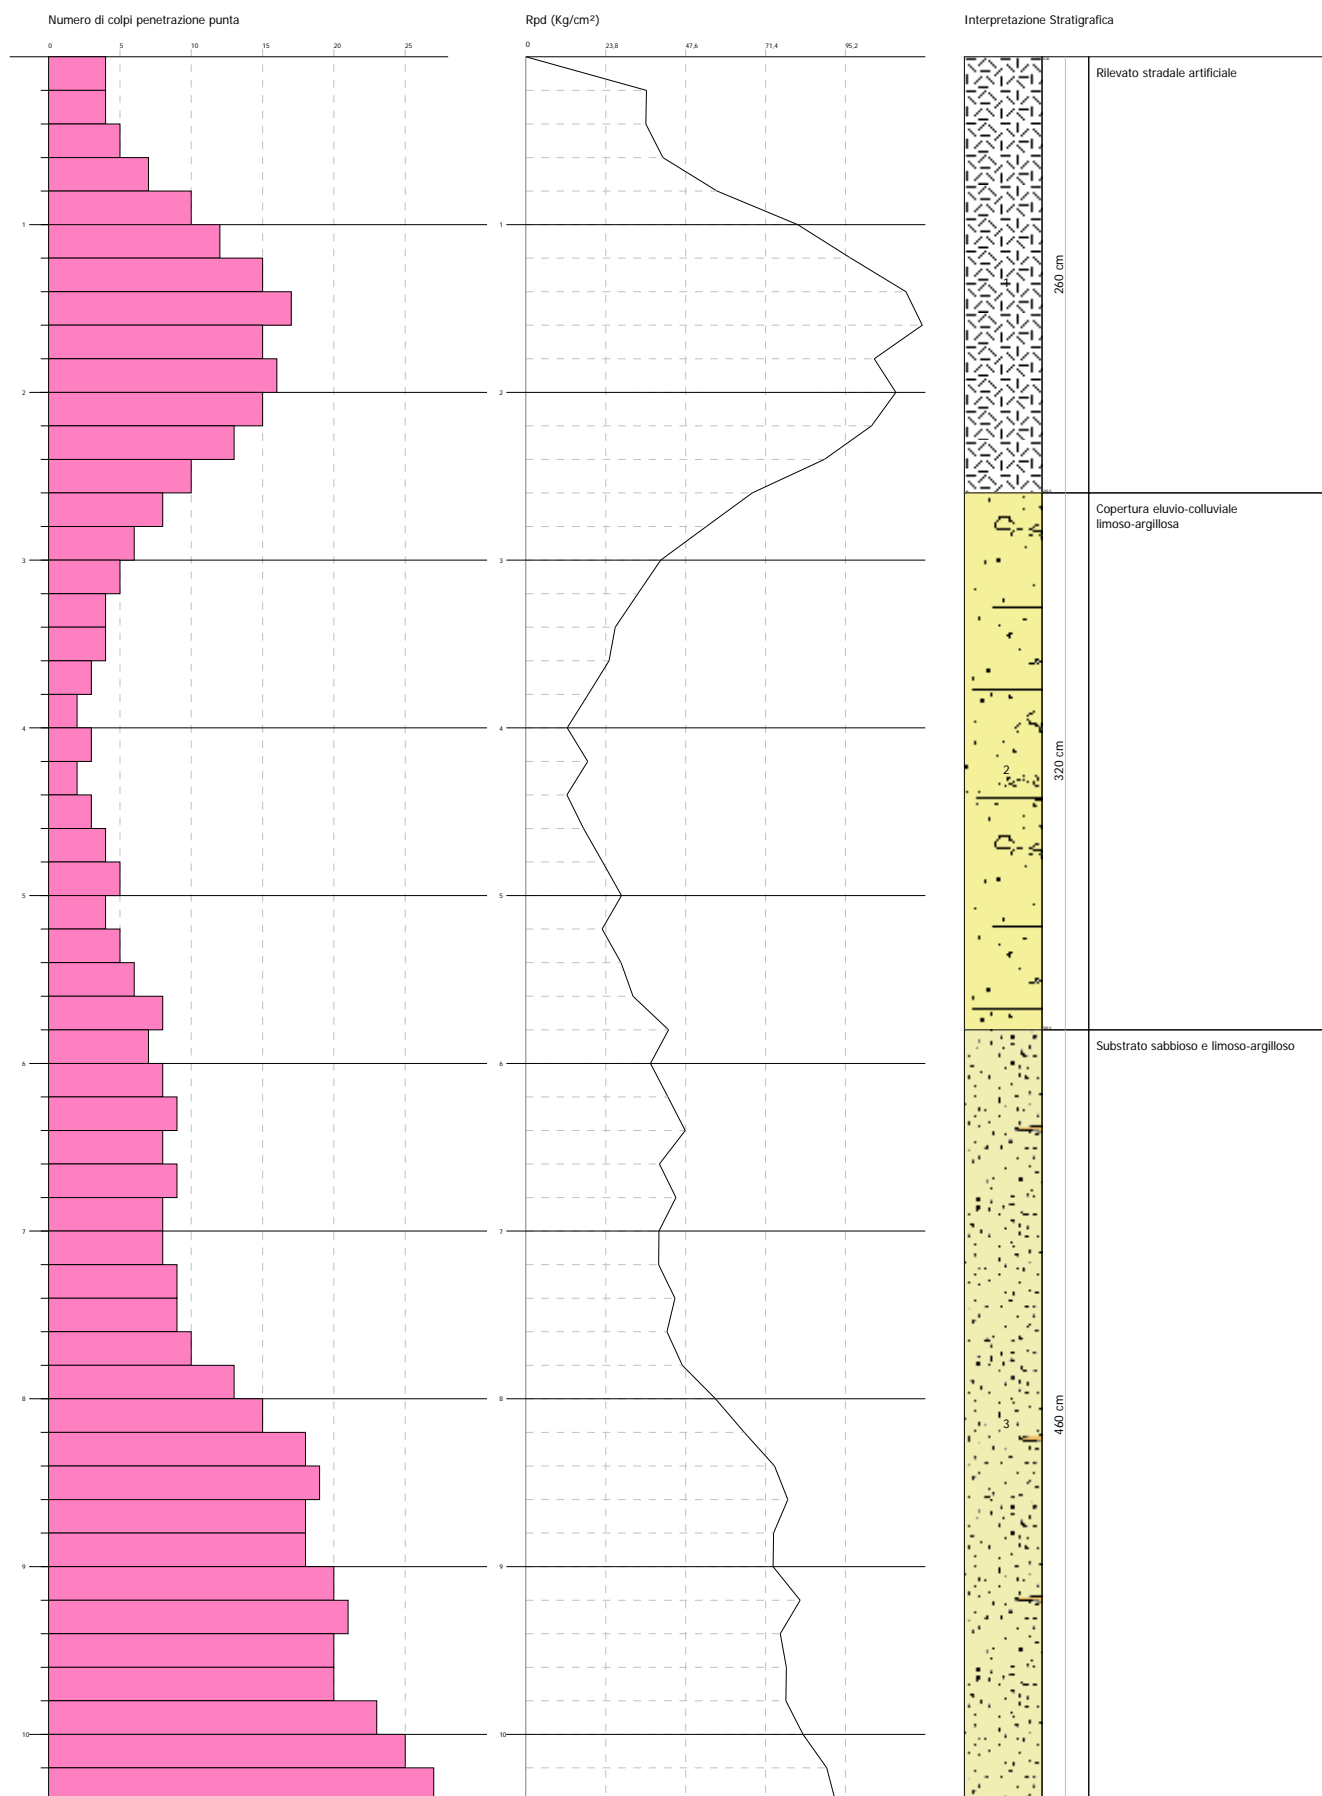 Numero di colpi penetrazione punta
Rpd (Kg/cm²)
Interpretazione Stratigrafica
0 5 10 15 20 25
0 23,8 47,6 71,4 95,2
Rilevato stradale artificiale
1 1
1
260 cm
2 2
Copertura eluvio-colluviale
limoso-argillosa
3 3
4 4
2
320 cm
5 5
Substrato sabbioso e limoso-argilloso
6 6
7 7
8 8
3
460 cm
9 9
10 10